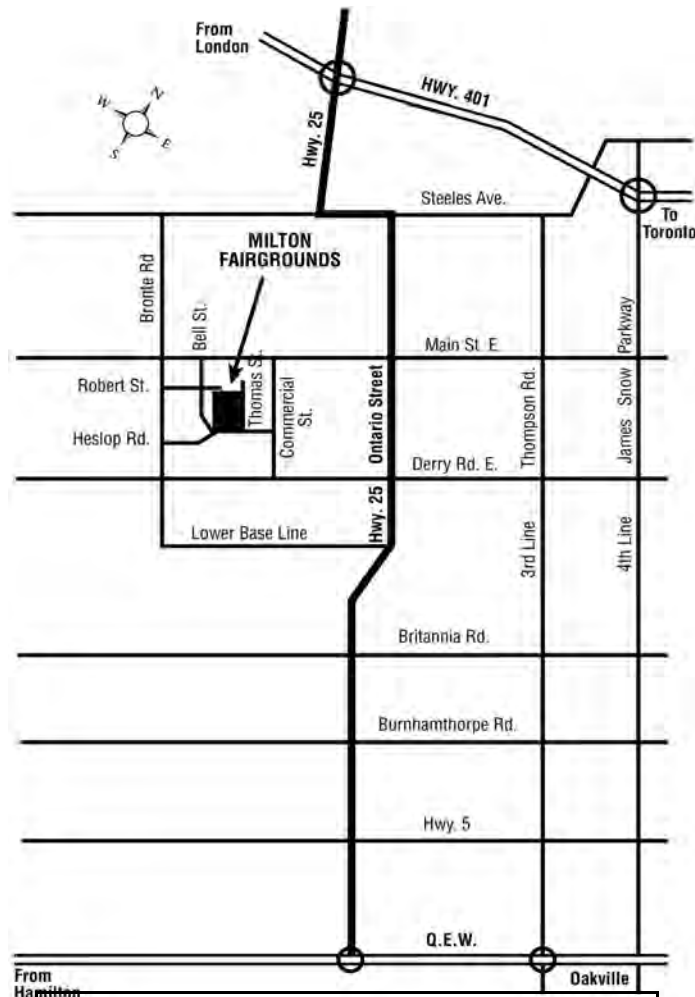 From
London
HWY. 401
Hwy. 25
N
W
E
S
Steeles Ave.
To
Toronto
MILTON
FAIRGROUNDS
Bronte Rd
Bell St.
Main St E
James Snow Parkway
Robert St.
Thomas St.
Commercial
St.
Ontario Street
Thompson Rd.
Heslop Rd.
Derry Rd. E.
Hwy. 25
Lower Base Line
3rd Line
4th Line
Britannia Rd.
Burnhamthorpe Rd.
Hwy. 5
Q.E.W.
From
Hamilton
Oakville